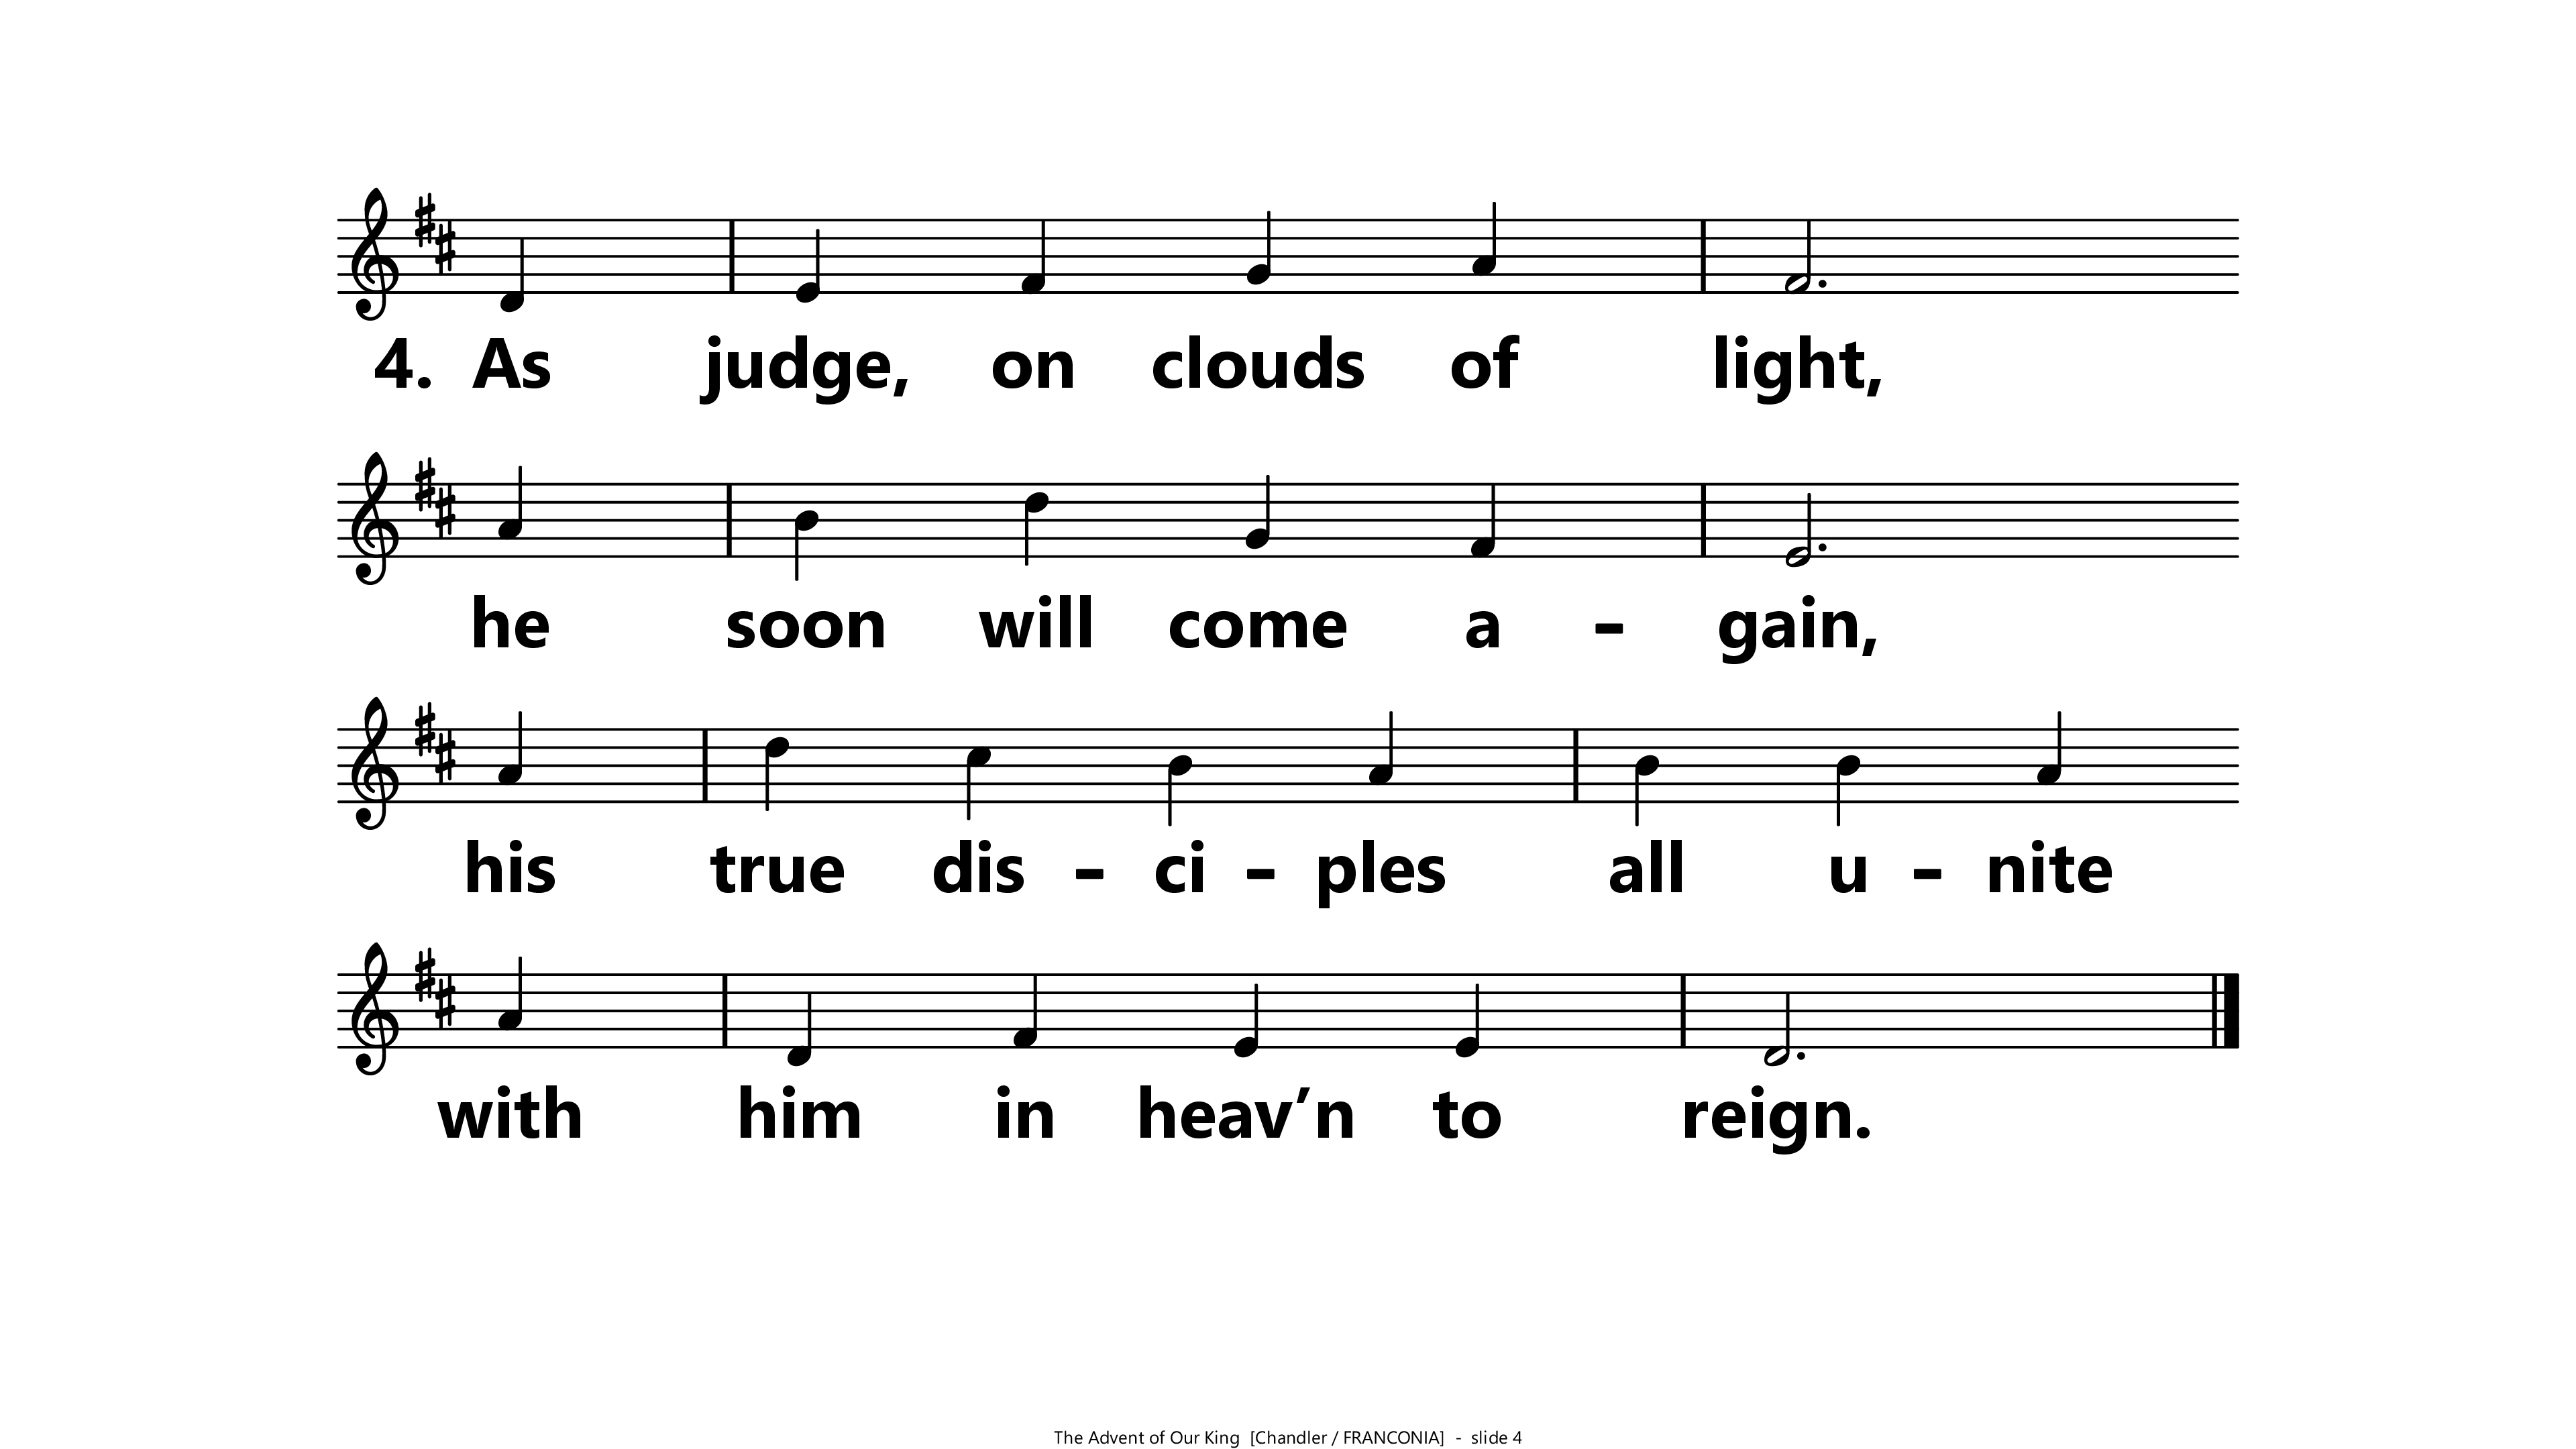 4. As judge, on clouds of light,
he soon will come a - gain,
his true dis - ci - ples all u - nite
with him in heav’n to reign.
The Advent of Our King [Chandler / FRANCONIA] - slide 4